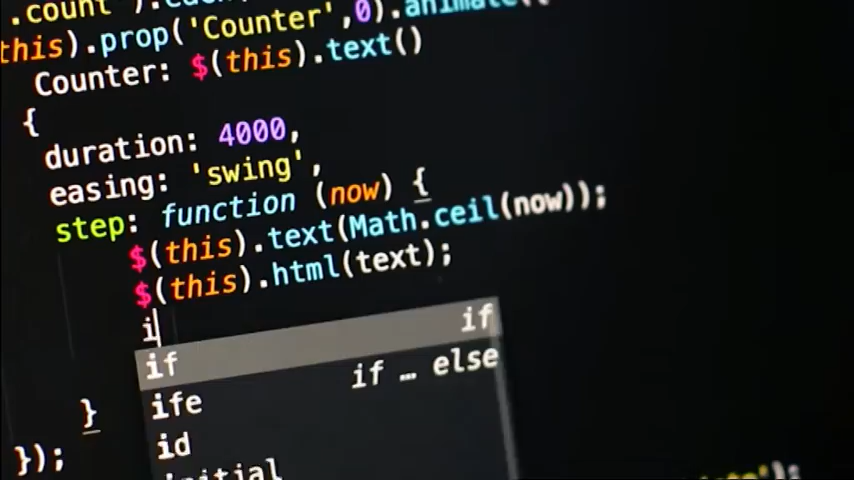 .count
this).prop('Counter',0).animate({
Counter: $(this).text()
{
duration: 4000,
easing: 'swing',
step: function (now) {
$(this).text(Math.ceil(now));
$(this).html(text);
i
if if
ife if … else
id
initial
}
});